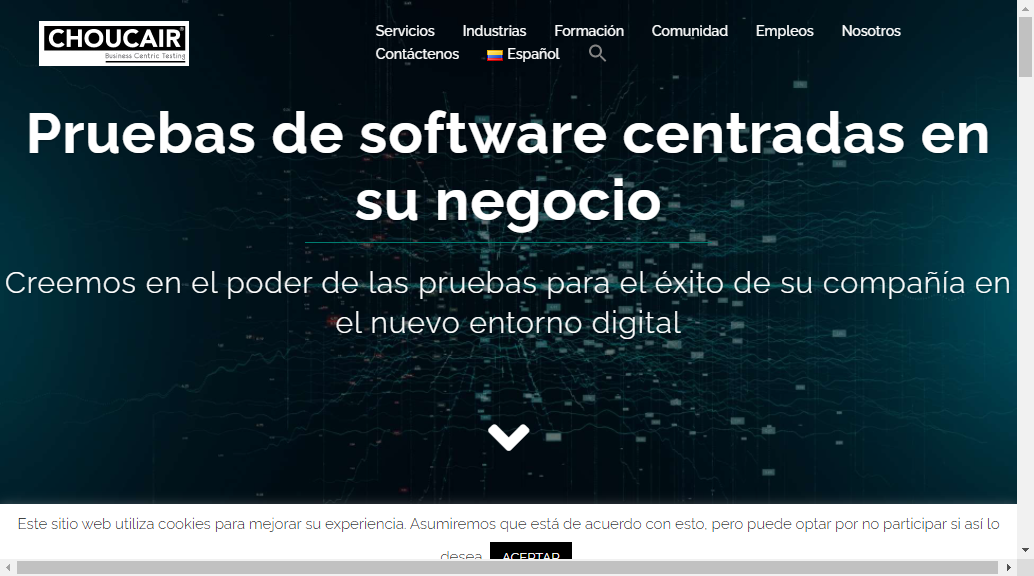 CHOUCAIR
Business Centric Testing
Servicios Industrias Formación Comunidad Empleos Nosotros
Contáctenos Español
Pruebas de software centradas en
su negocio
Creemos en el poder de las pruebas para el éxito de su compañía en
el nuevo entorno digital
Este sitio web utiliza cookies para mejorar su experiencia. Asumiremos que está de acuerdo con esto, pero puede optar por no participar si así lo
desea. ACEPTAR